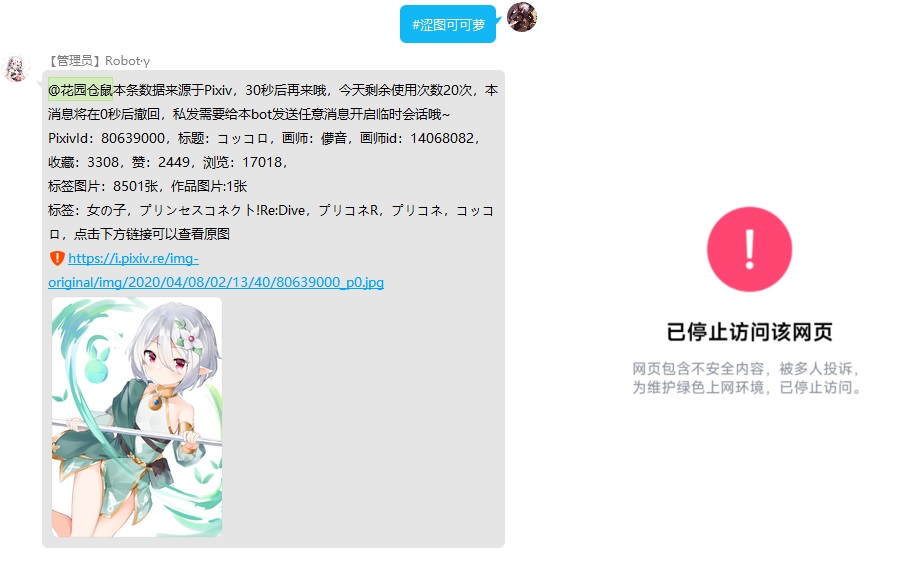 #涩图可可萝
【管理员】Robot·γ
@花园仓鼠本条数据来源于Pixiv，30秒后再来哦，今天剩余使用次数20次，本
消息将在0秒后撤回，私发需要给本bot发送任意消息开启临时会话哦~
PixivId：80639000，标题：コッコロ，画师：儚音，画师id：14068082，
收藏：3308，赞：2449，浏览：17018，
标签图片：8501张，作品图片:1张
标签：女の子，プリンセスコネクト!Re:Dive，プリコネR，プリコネ，コッコ
ロ，点击下方链接可以查看原图
https://i.pixiv.re/img-
original/img/2020/04/08/02/13/40/80639000_p0.jpg
已停止访问该网页
网页包含不安全内容，被多人投诉，
为维护绿色上网环境，已停止访问。